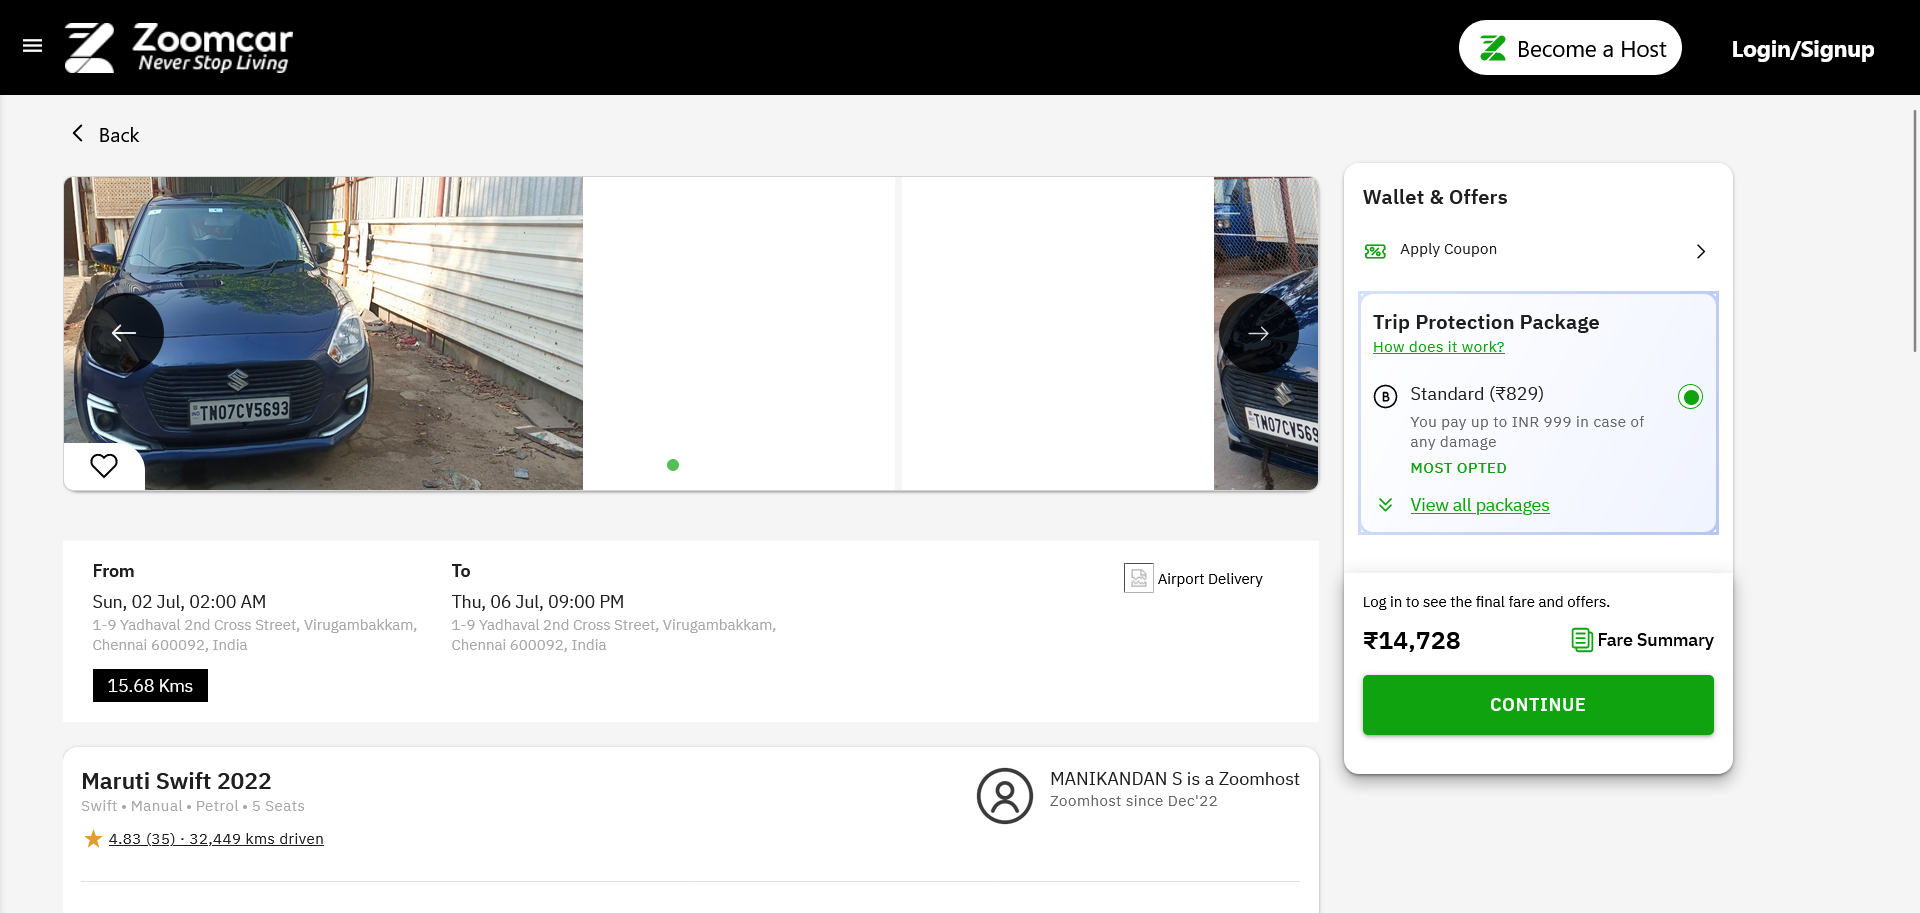 Zoomcar
Never Stop Living
Become a Host
Login/Signup
Back
TN07CV5693
TN07CV569
Wallet & Offers
Apply Coupon
Trip Protection Package
How does it work?
B
Standard (₹829)
You pay up to INR 999 in case of
any damage
MOST OPTED
View all packages
From
Sun, 02 Jul, 02:00 AM
1-9 Yadhaval 2nd Cross Street, Virugambakkam,
Chennai 600092, India
15.68 Kms
To
Thu, 06 Jul, 09:00 PM
1-9 Yadhaval 2nd Cross Street, Virugambakkam,
Chennai 600092, India
Airport Delivery
Log in to see the final fare and offers.
₹14,728
Fare Summary
CONTINUE
Maruti Swift 2022
Swift • Manual • Petrol • 5 Seats
4.83 (35) · 32,449 kms driven
MANIKANDAN S is a Zoomhost
Zoomhost since Dec'22